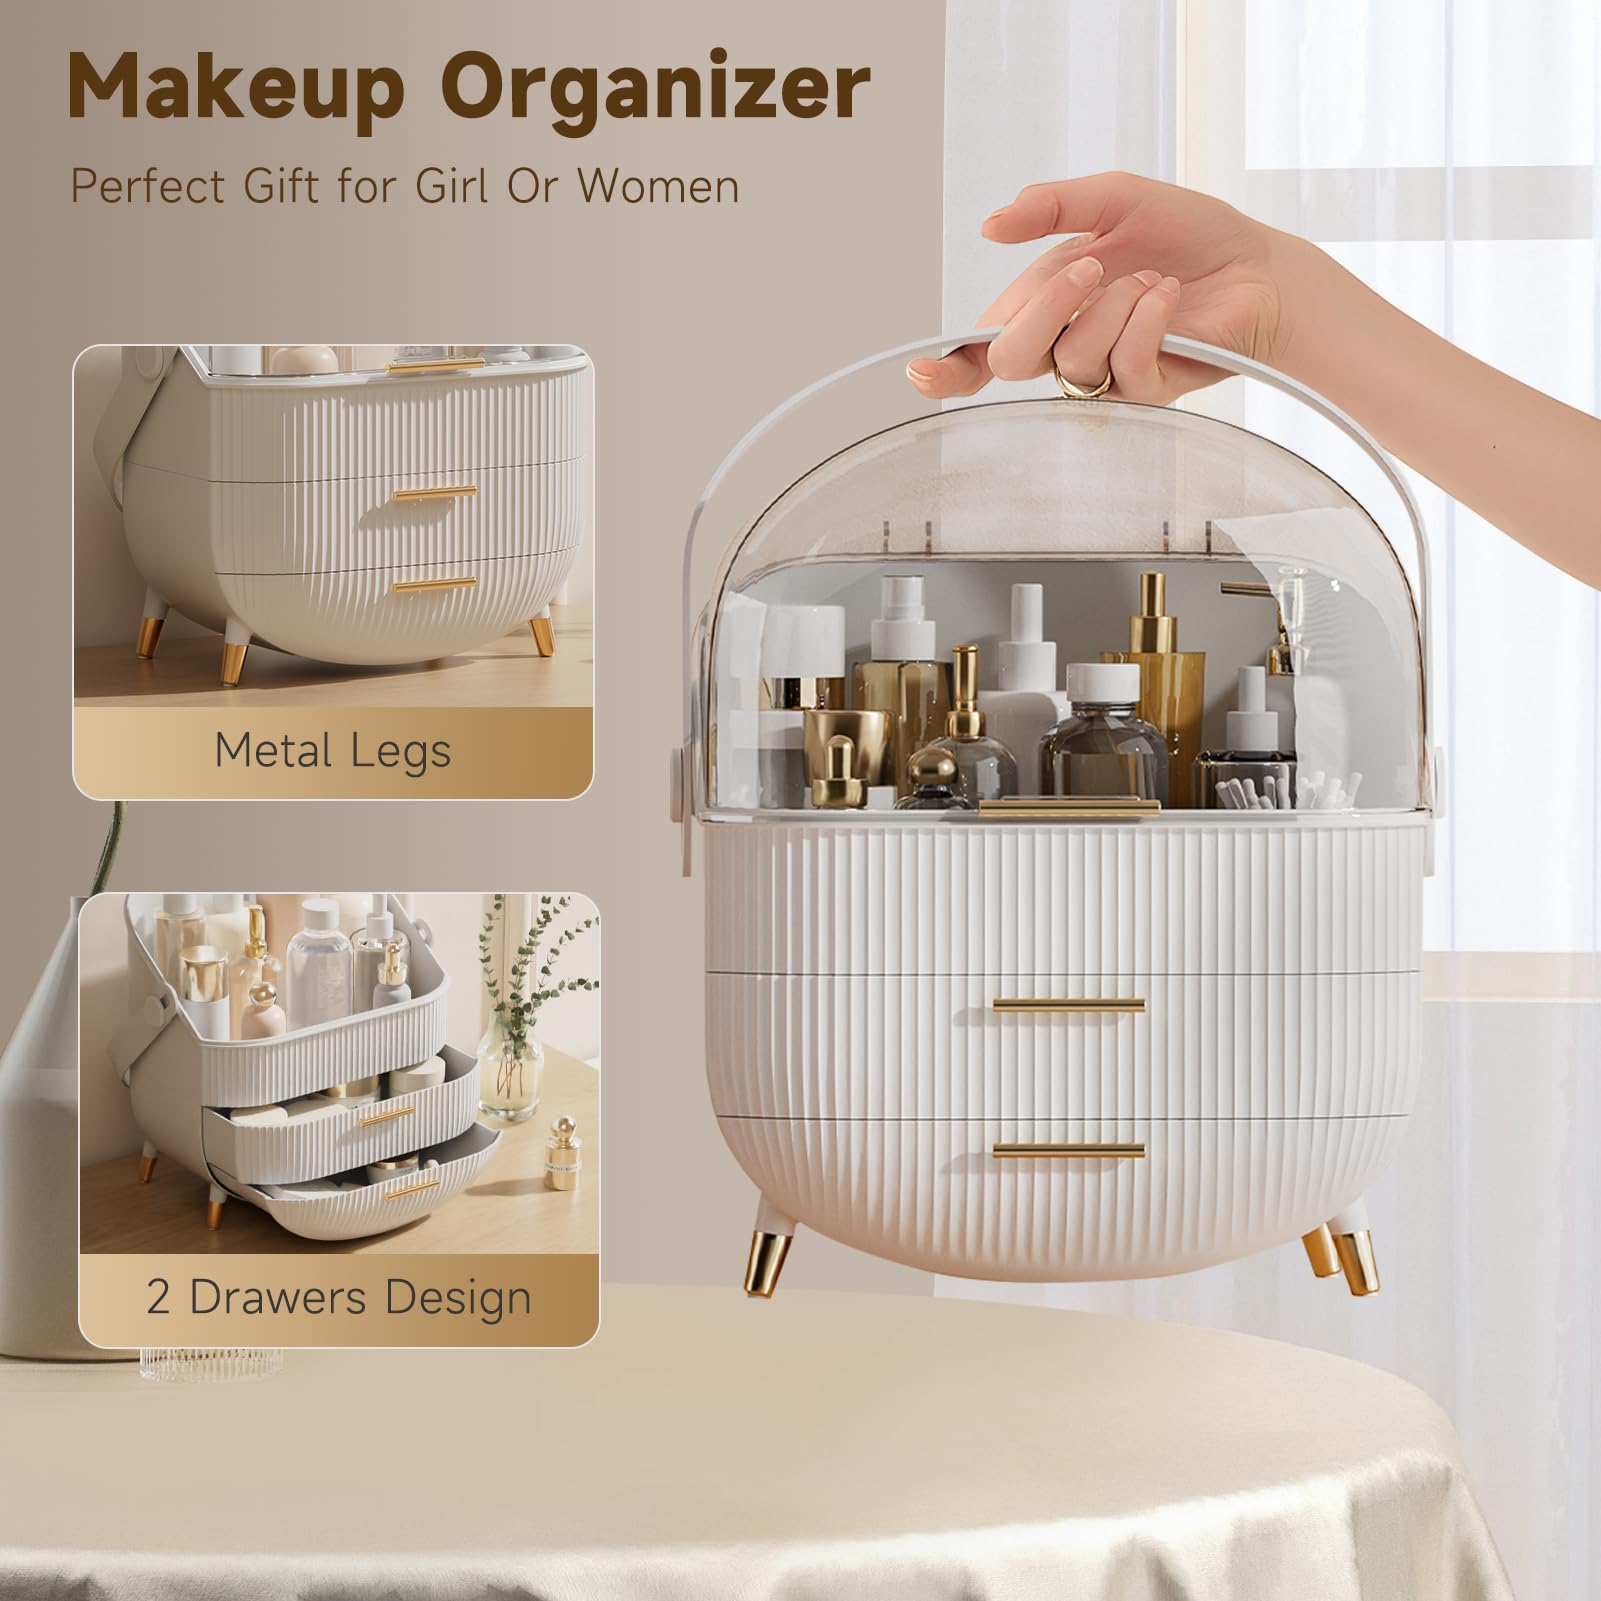 Makeup Organizer
Perfect Gift for Girl Or Women
Metal Legs
2 Drawers Design